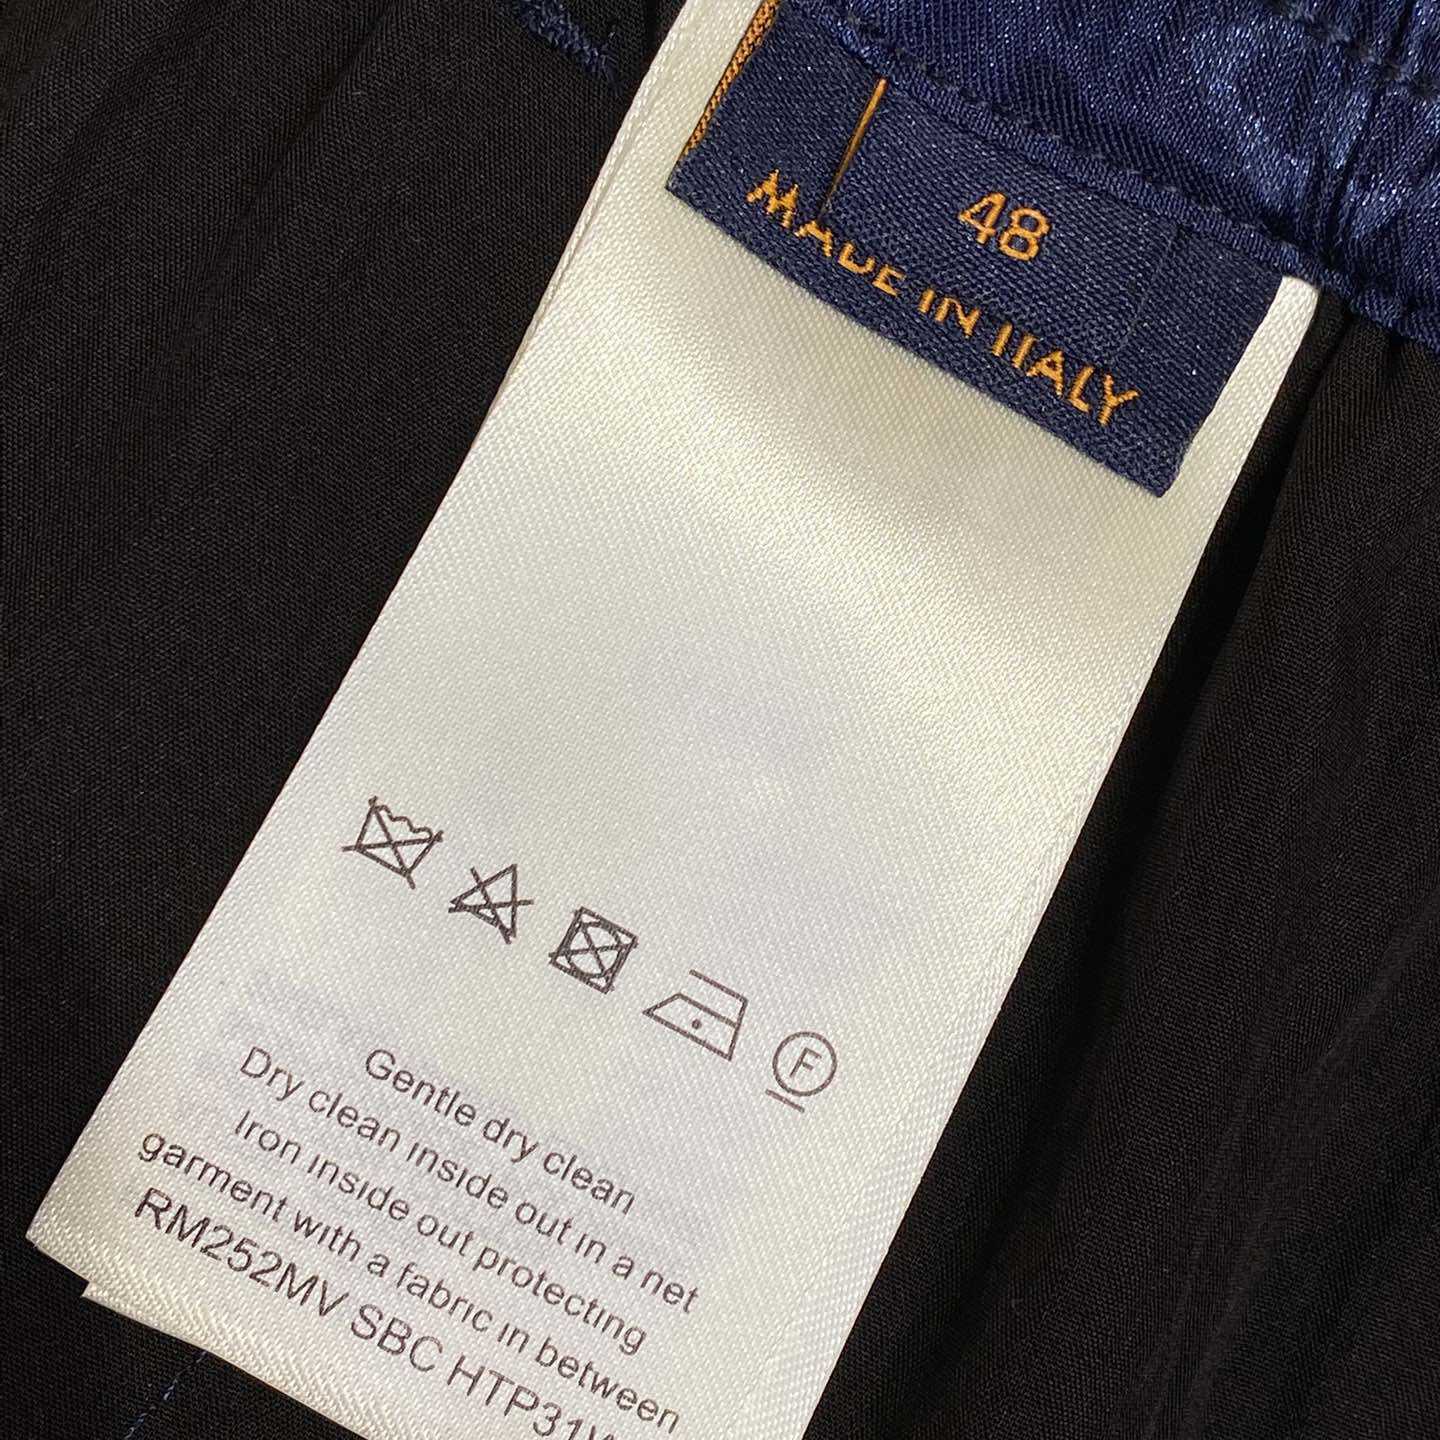 48
MADE IN ITALY
F
Gentle dry clean
Dry clean inside out in a net
Iron inside out protecting
garment with a fabric in between
RM252MV SBC HTP31